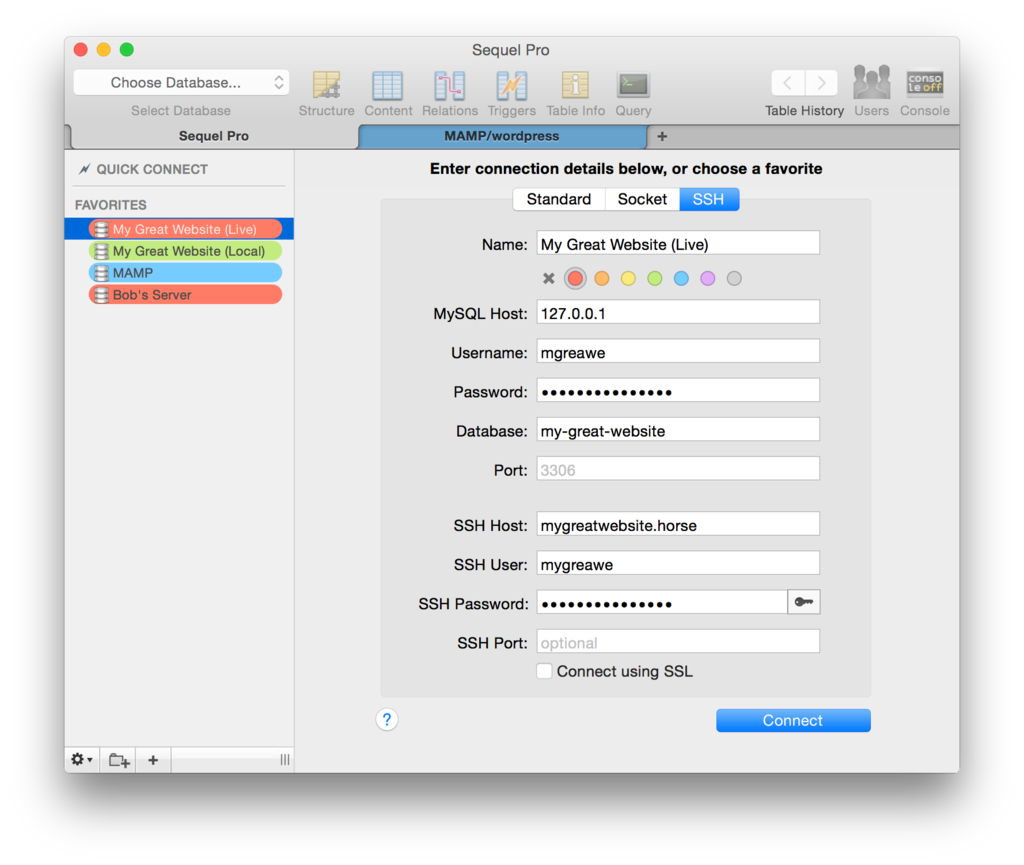 Sequel Pro
Choose Database...
Select Database
Structure
Content
Relations
Triggers
Table Info
Query
Table History
Users
conso
le off
Console
Sequel Pro
MAMP/wordpress
+
QUICK CONNECT
FAVORITES
My Great Website (Live)
My Great Website (Local)
MAMP
Bob's Server
Enter connection details below, or choose a favorite
Standard Socket SSH
Name: My Great Website (Live)
MySQL Host: 127.0.0.1
Username: mgreawe
Password: •••••••••••••••
Database: my-great-website
Port: 3306
SSH Host: mygreatwebsite.horse
SSH User: mygreawe
SSH Password: •••••••••••••••
SSH Port: optional
Connect using SSL
? Connect